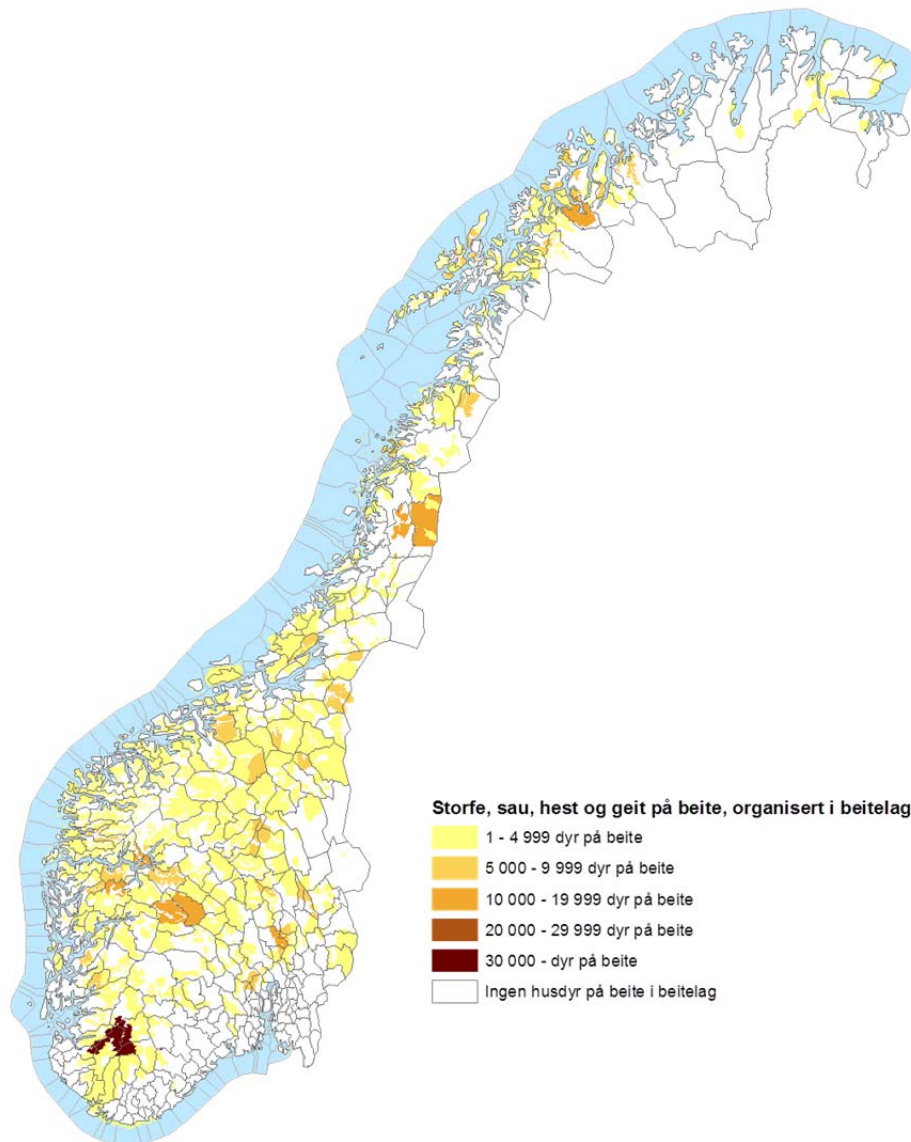 Storfe, sau, hest og geit på beite, organisert i beitelag
1 - 4 999 dyr på beite
5 000 - 9 999 dyr på beite
10 000 - 19 999 dyr på beite
20 000 - 29 999 dyr på beite
30 000 - dyr på beite
Ingen husdyr på beite i beitelag